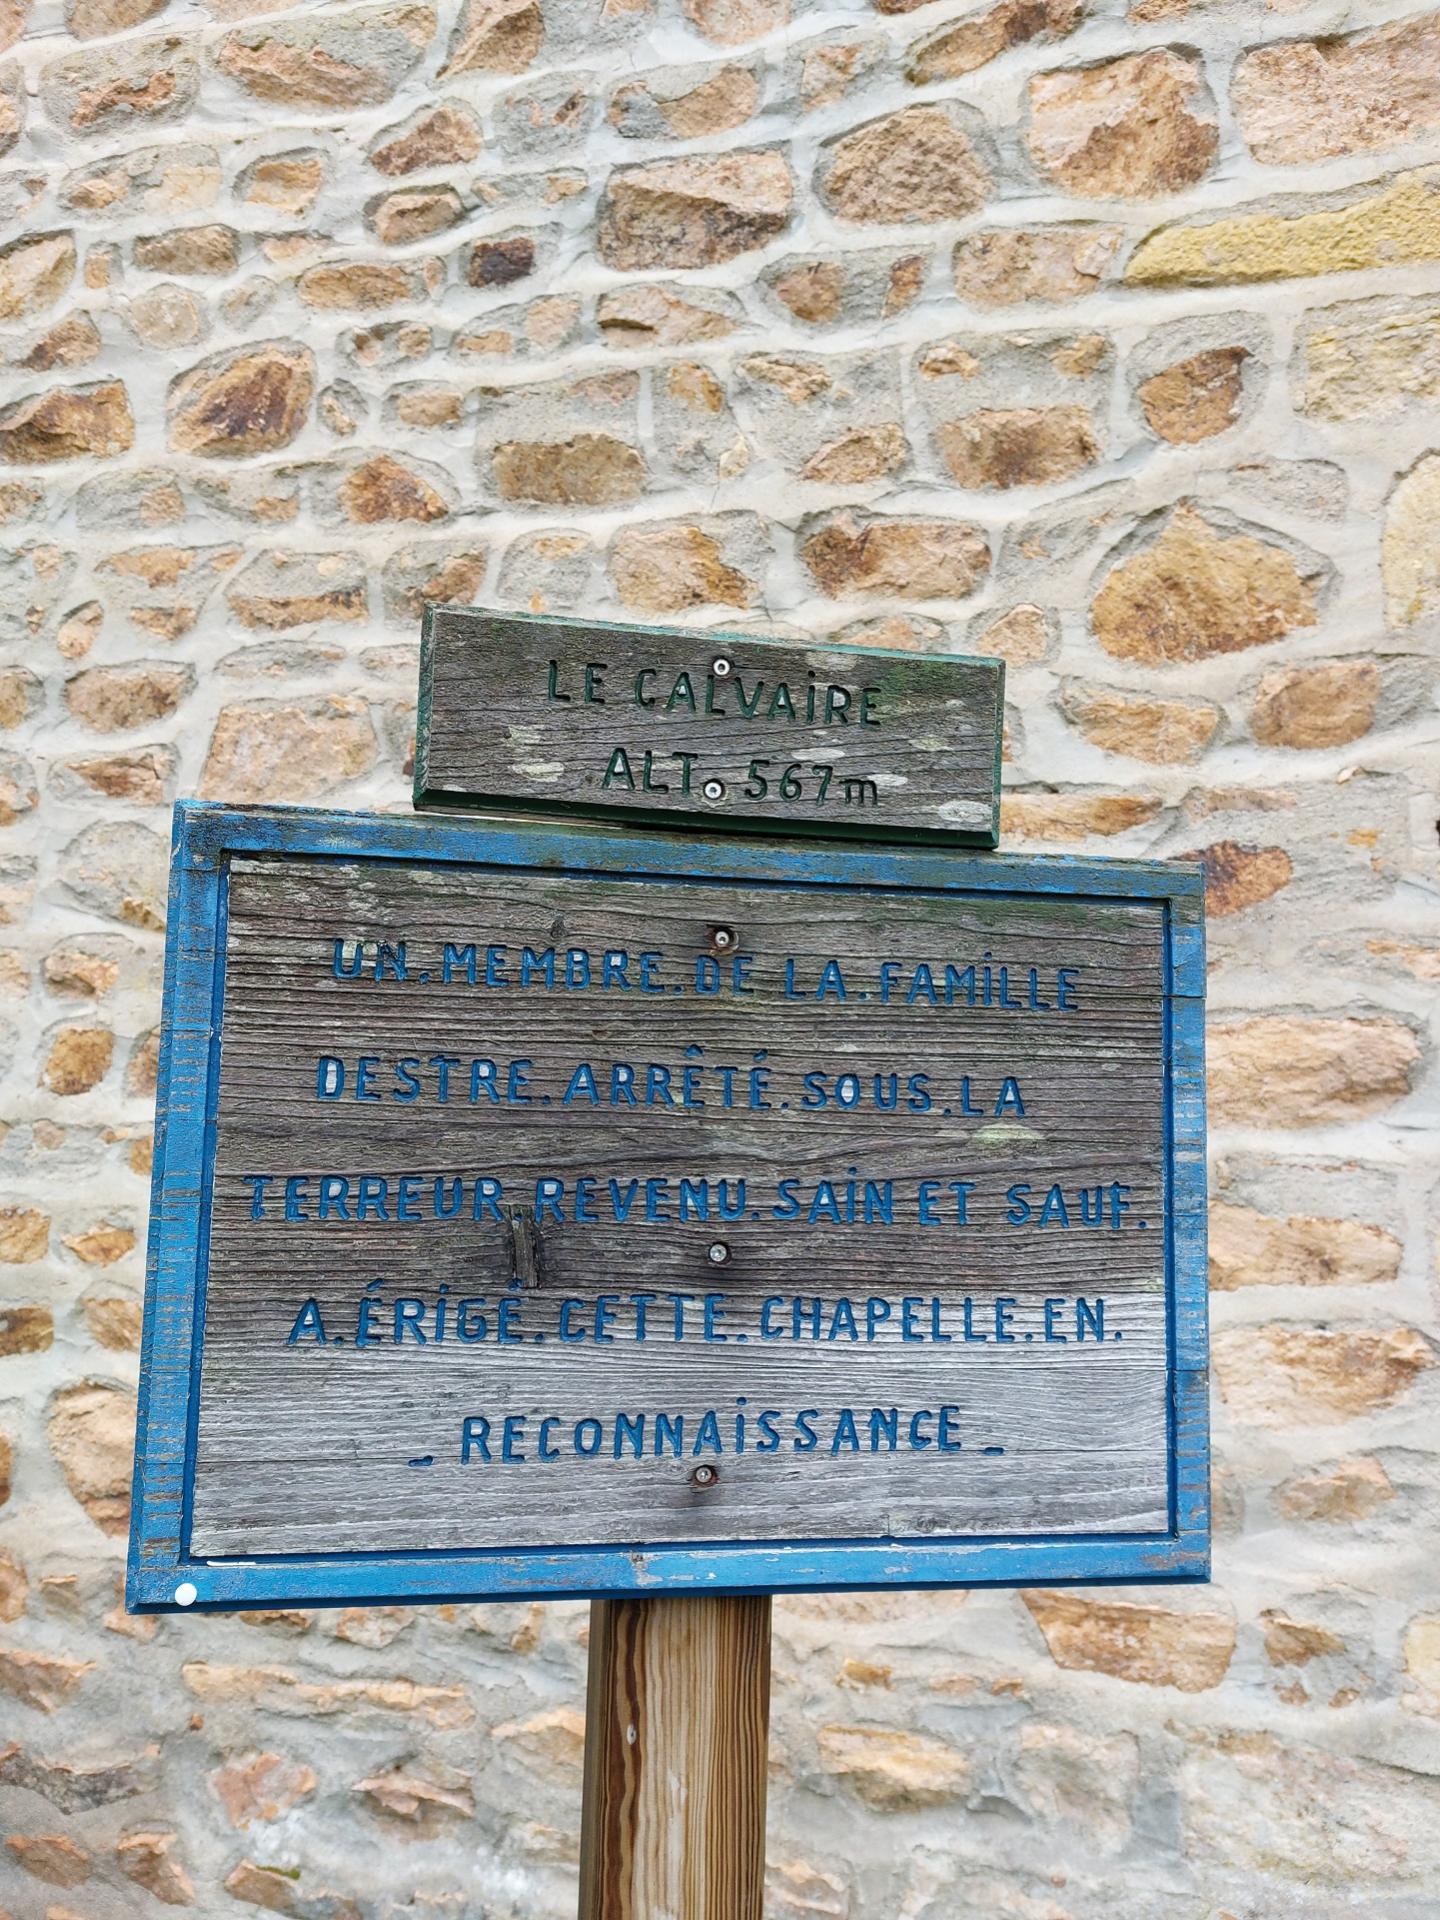 LE CALVAiRE
ALT. 567m
UN.MEMBRE.DE LA.FAMiLLE
DESTRE.ARRÊTÉ.SOUS.LA
TERREUR REVENU.SAiN ET SAUF.
A.ÉRiGÉ.CETTE.CHAPELLE.EN.
- RECONNAiSSANCE -